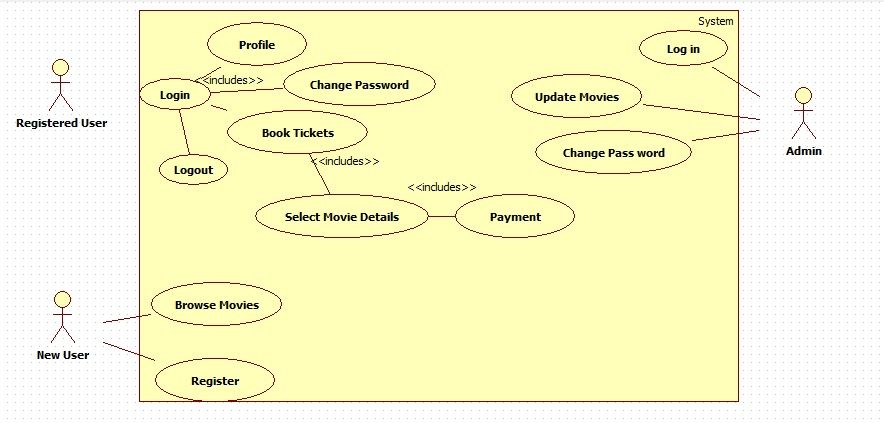 System
Profile
Log in
<<includes>>
Login
Change Password
Update Movies
Registered User
Book Tickets
Change Pass word
Admin
<<includes>>
Logout
<<includes>>
Select Movie Details
Payment
Browse Movies
New User
Register